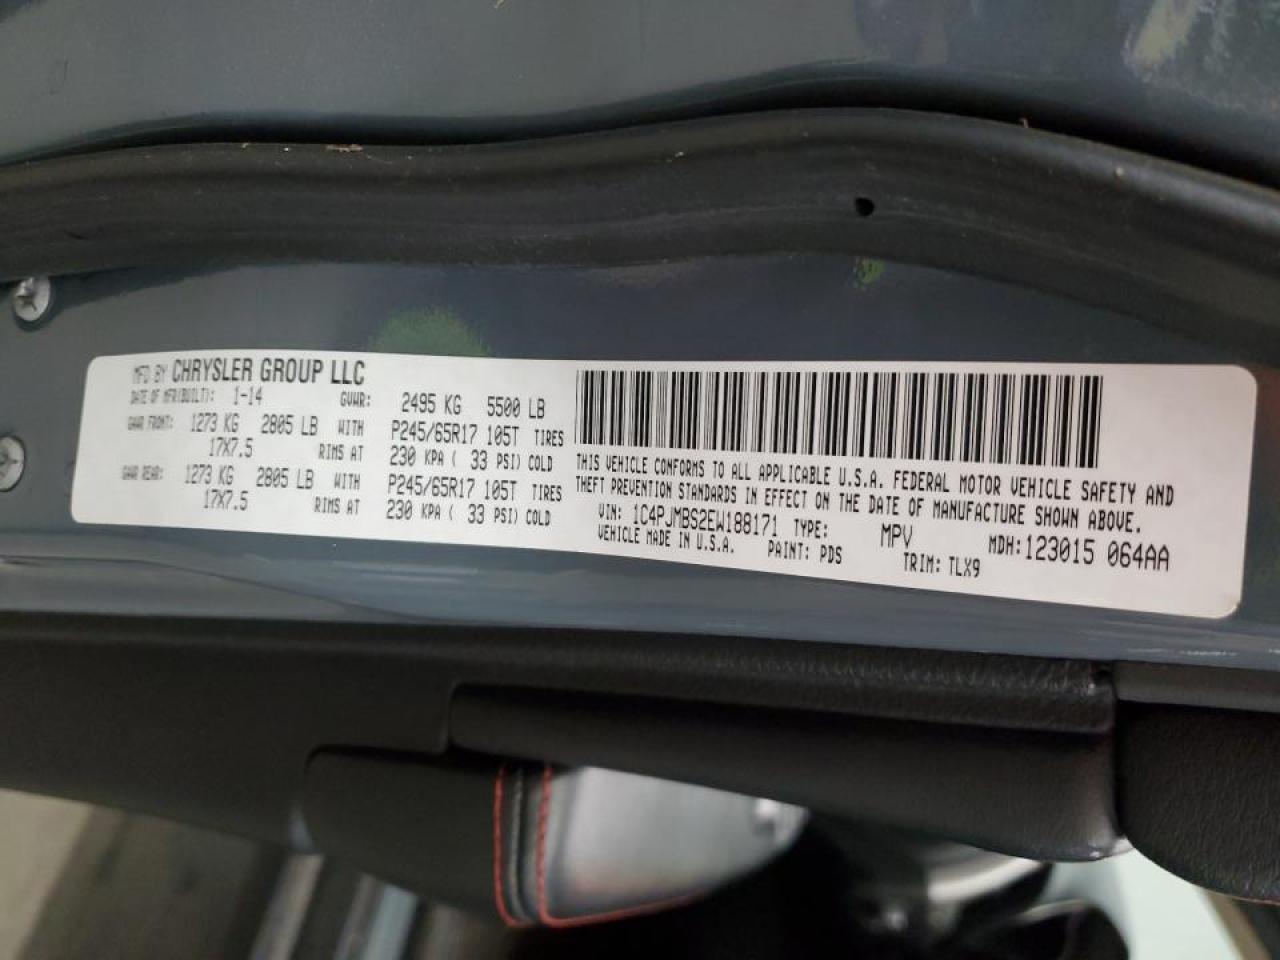 MFD BY CHRYSLER GROUP LLC
DATE OF MFR(BUILT): 1-14 GVWR: 2495 KG 5500 LB
GAWR FRONT: 1273 KG 2805 LB WITH P245/65R17 105T TIRES
17X7.5 RIMS AT 230 KPA ( 33 PSI) COLD
GAWR REAR: 1273 KG 2805 LB WITH P245/65R17 105T TIRES
17X7.5 RIMS AT 230 KPA ( 33 PSI) COLD
THIS VEHICLE CONFORMS TO ALL APPLICABLE U.S.A. FEDERAL MOTOR VEHICLE SAFETY AND
THEFT PREVENTION STANDARDS IN EFFECT ON THE DATE OF MANUFACTURE SHOWN ABOVE.
VIN: 1C4PJMBS2EW188171 TYPE: MPV MDH:123015 064AA
VEHICLE MADE IN U.S.A. PAINT: PDS TRIM: TLX9